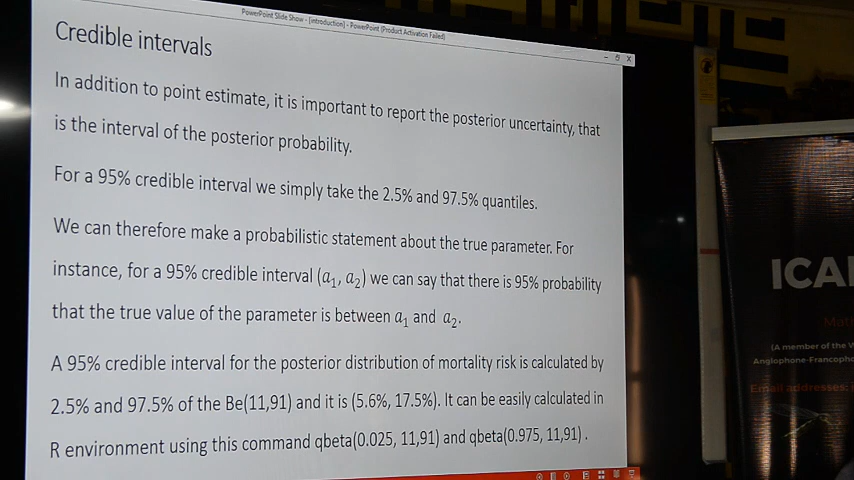 PowerPoint Slide Show - [introduction] - PowerPoint (Product Activation Failed)
Credible intervals
In addition to point estimate, it is important to report the posterior uncertainty, that
is the interval of the posterior probability.
For a 95% credible interval we simply take the 2.5% and 97.5% quantiles.
We can therefore make a probabilistic statement about the true parameter. For
instance, for a 95% credible interval (a₁, a₂) we can say that there is 95% probability
that the true value of the parameter is between a₁ and a₂.
A 95% credible interval for the posterior distribution of mortality risk is calculated by
2.5% and 97.5% of the Be(11,91) and it is (5.6%, 17.5%). It can be easily calculated in
R environment using this command qbeta(0.025, 11,91) and qbeta(0.975, 11,91) .
(A member of the
Anglophone-Francopho
Email addresses: